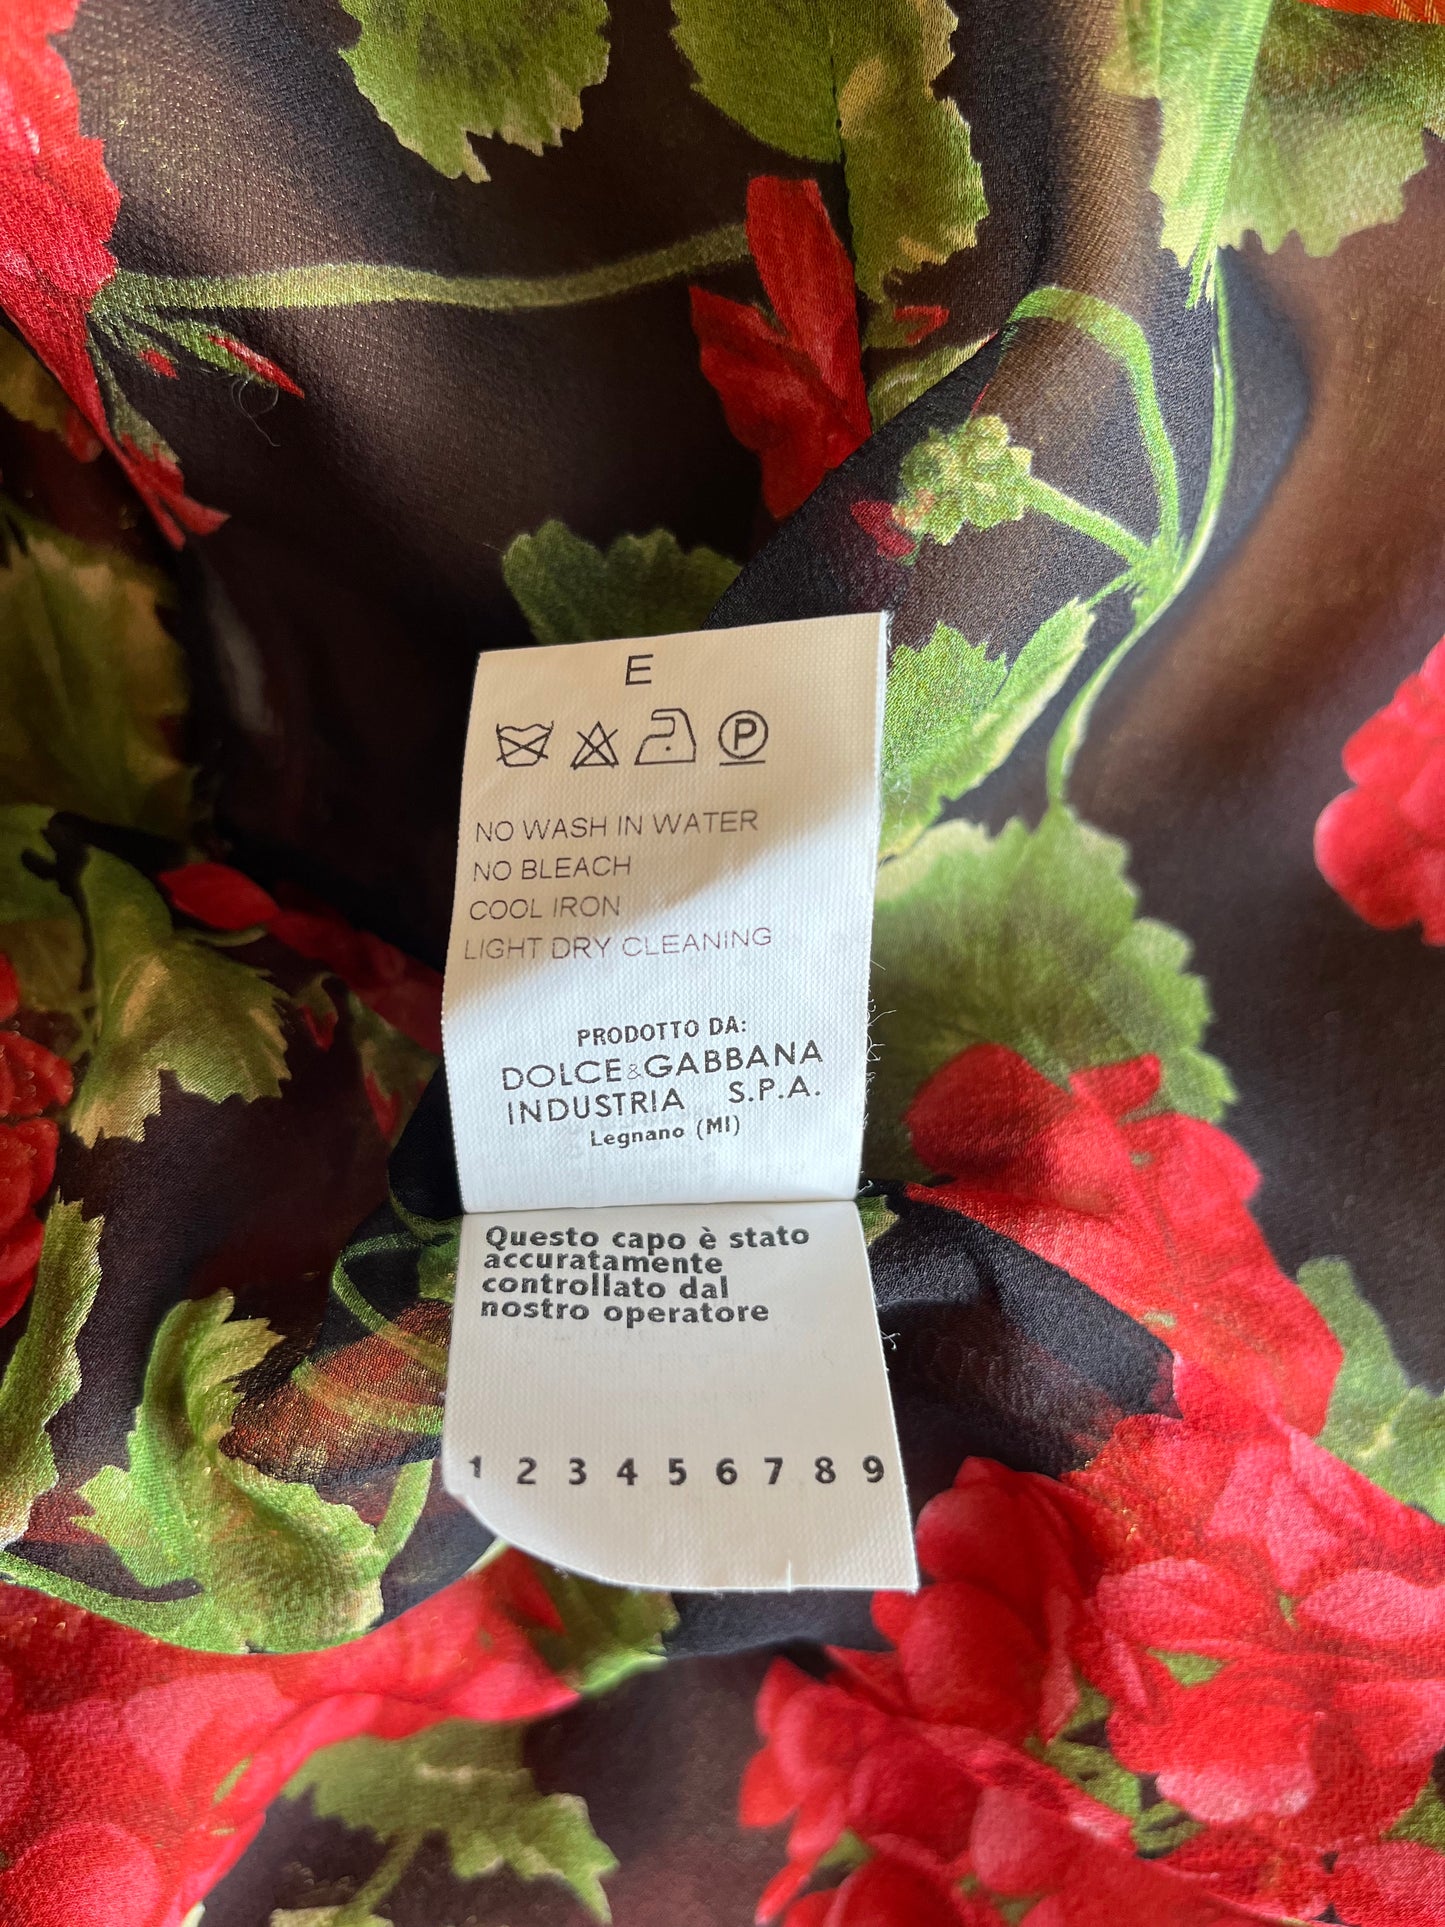 E
P
NO WASH IN WATER
NO BLEACH
COOL IRON
LIGHT DRY CLEANING
PRODOTTO DA:
DOLCE&GABBANA
INDUSTRIA S.P.A.
Legnano (MI)
Questo capo è stato
accuratamente
controllato dal
nostro operatore
1 2 3 4 5 6 7 8 9